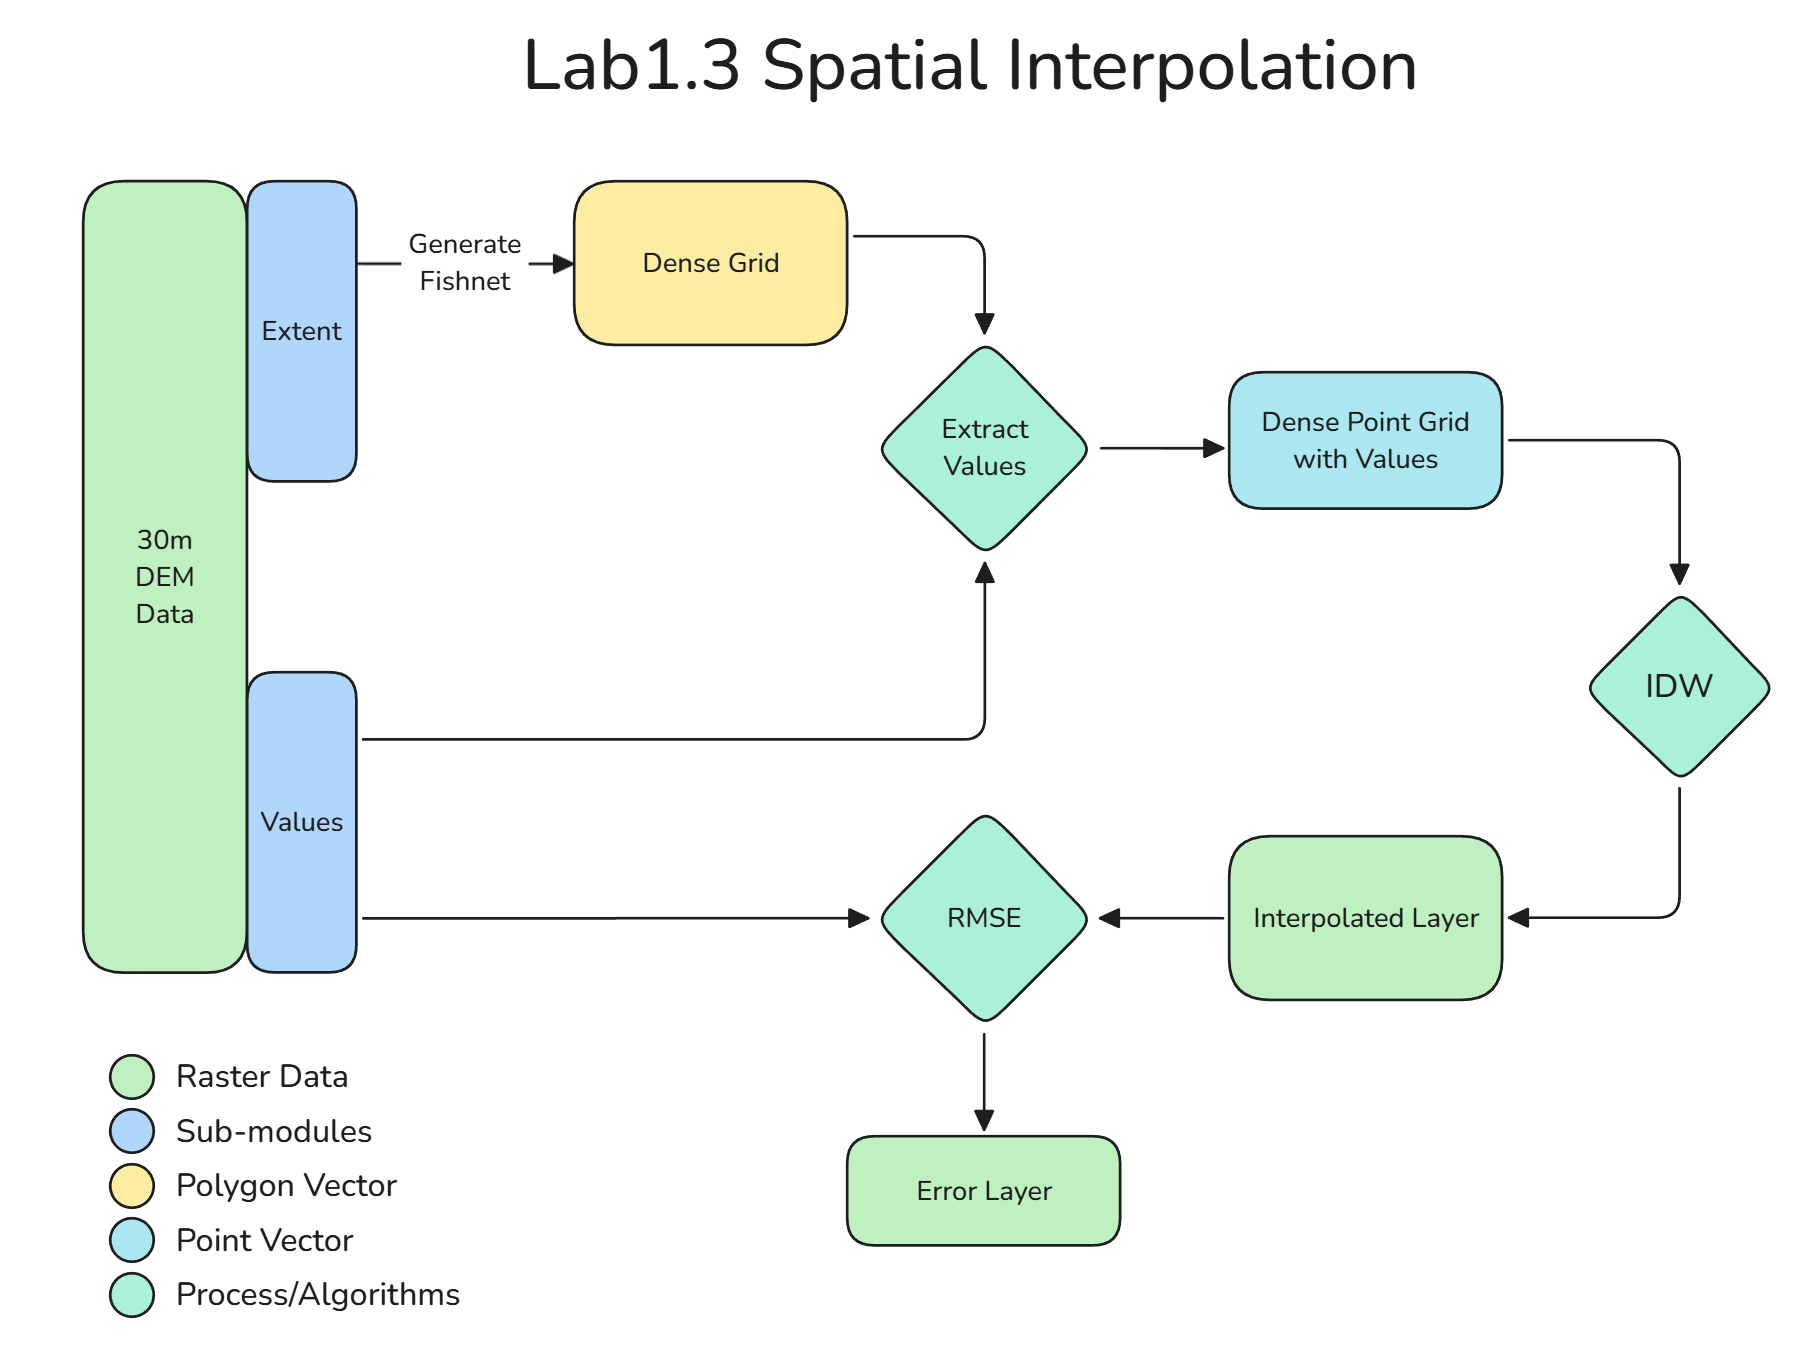 Lab1.3 Spatial Interpolation
Generate
Fishnet
Dense Grid
Extent
Extract
Values
Dense Point Grid
with Values
30m
DEM
Data
IDW
Values
RMSE
Interpolated Layer
Error Layer
Raster Data
Sub-modules
Polygon Vector
Point Vector
Process/Algorithms